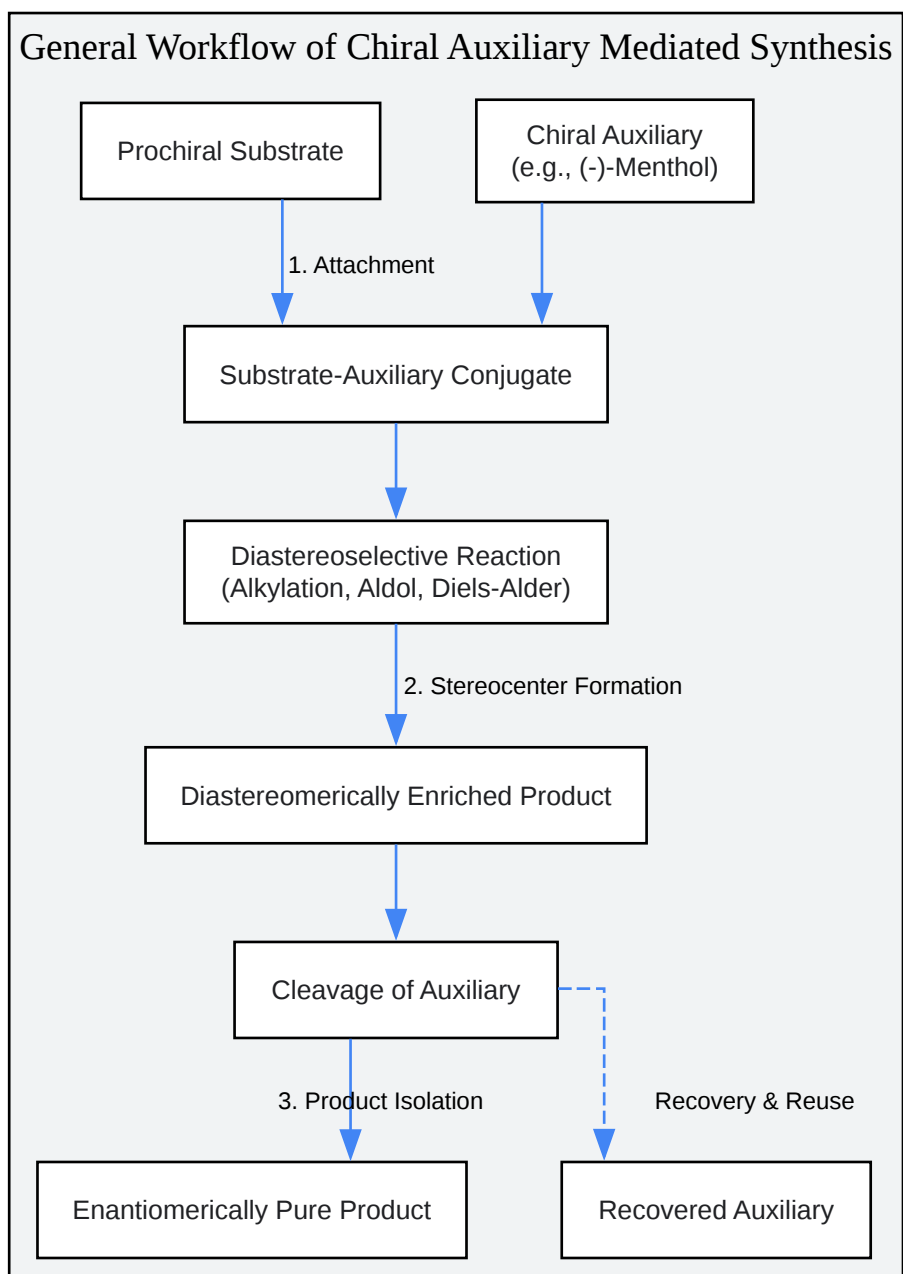 General Workflow of Chiral Auxiliary Mediated Synthesis
Prochiral Substrate
Chiral Auxiliary
(e.g., (-)-Menthol)
1. Attachment
Substrate-Auxiliary Conjugate
Diastereoselective Reaction
(Alkylation, Aldol, Diels-Alder)
2. Stereocenter Formation
Diastereomerically Enriched Product
Cleavage of Auxiliary
3. Product Isolation
Recovery & Reuse
Enantiomerically Pure Product
Recovered Auxiliary